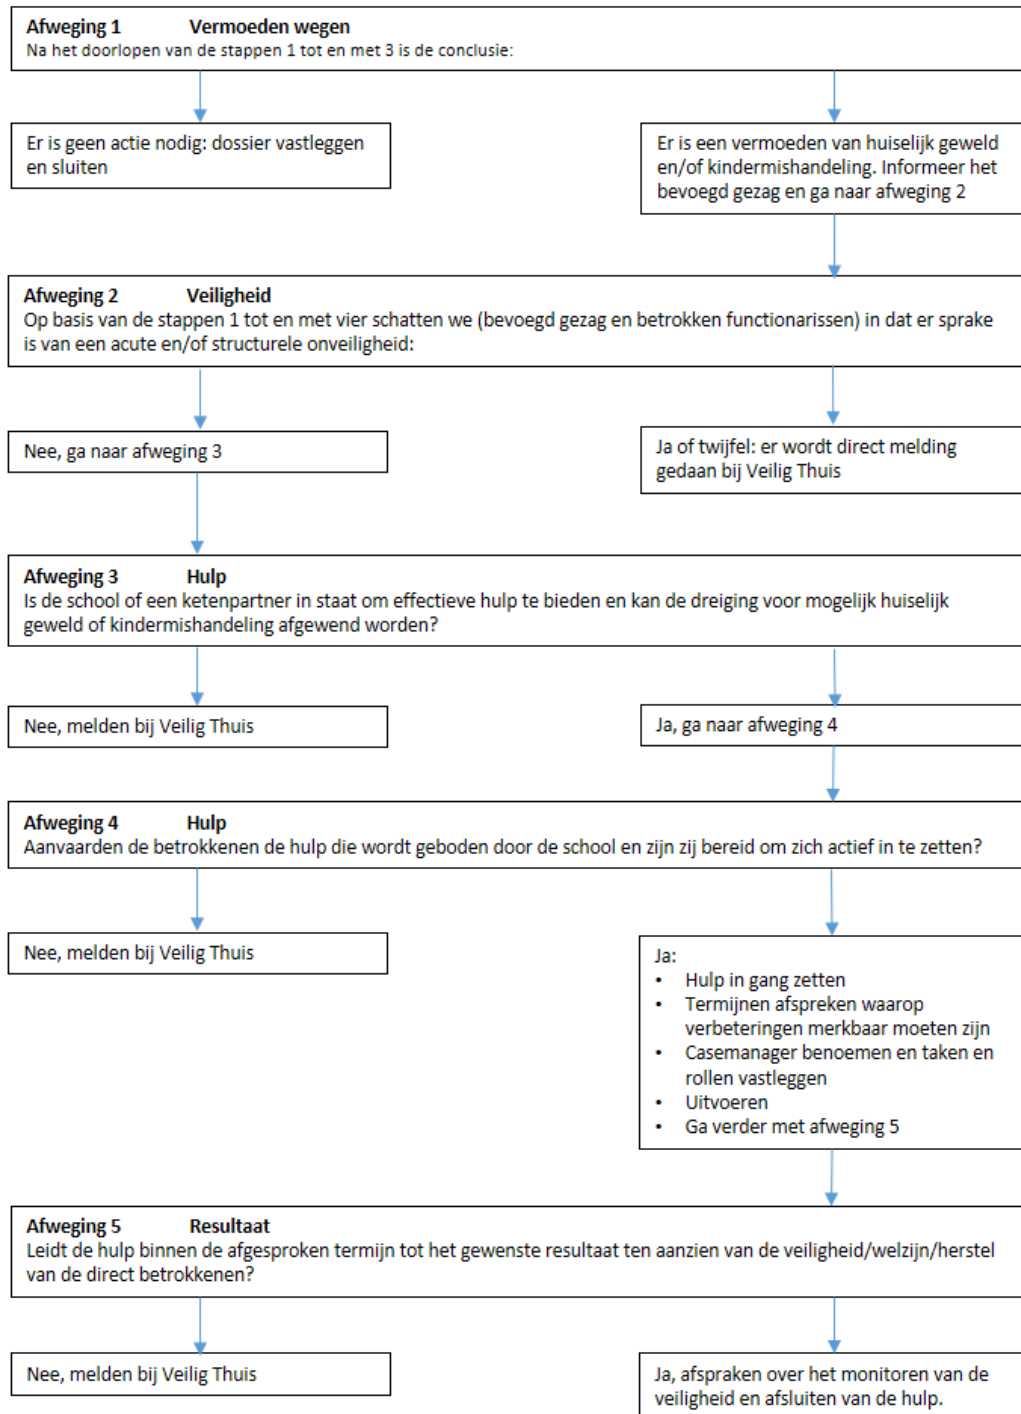 Afweging 1 Vermoeden wegen
Na het doorlopen van de stappen 1 tot en met 3 is de conclusie:
Er is geen actie nodig: dossier vastleggen
en sluiten
Er is een vermoeden van huiselijk geweld
en/of kindermishandeling. Informeer het
bevoegd gezag en ga naar afweging 2
Afweging 2 Veiligheid
Op basis van de stappen 1 tot en met vier schatten we (bevoegd gezag en betrokken functionarissen) in dat er sprake
is van een acute en/of structurele onveiligheid:
Nee, ga naar afweging 3
Ja of twijfel: er wordt direct melding
gedaan bij Veilig Thuis
Afweging 3 Hulp
Is de school of een ketenpartner in staat om effectieve hulp te bieden en kan de dreiging voor mogelijk huiselijk
geweld of kindermishandeling afgewend worden?
Nee, melden bij Veilig Thuis
Ja, ga naar afweging 4
Afweging 4 Hulp
Aanvaarden de betrokkenen de hulp die wordt geboden door de school en zijn zij bereid om zich actief in te zetten?
Nee, melden bij Veilig Thuis
Ja:
• Hulp in gang zetten
• Termijnen afspreken waarop
verbeteringen merkbaar moeten zijn
• Casemanager benoemen en taken en
rollen vastleggen
• Uitvoeren
• Ga verder met afweging 5
Afweging 5 Resultaat
Leidt de hulp binnen de afgesproken termijn tot het gewenste resultaat ten aanzien van de veiligheid/welzijn/herstel
van de direct betrokkenen?
Nee, melden bij Veilig Thuis
Ja, afspraken over het monitoren van de
veiligheid en afsluiten van de hulp.